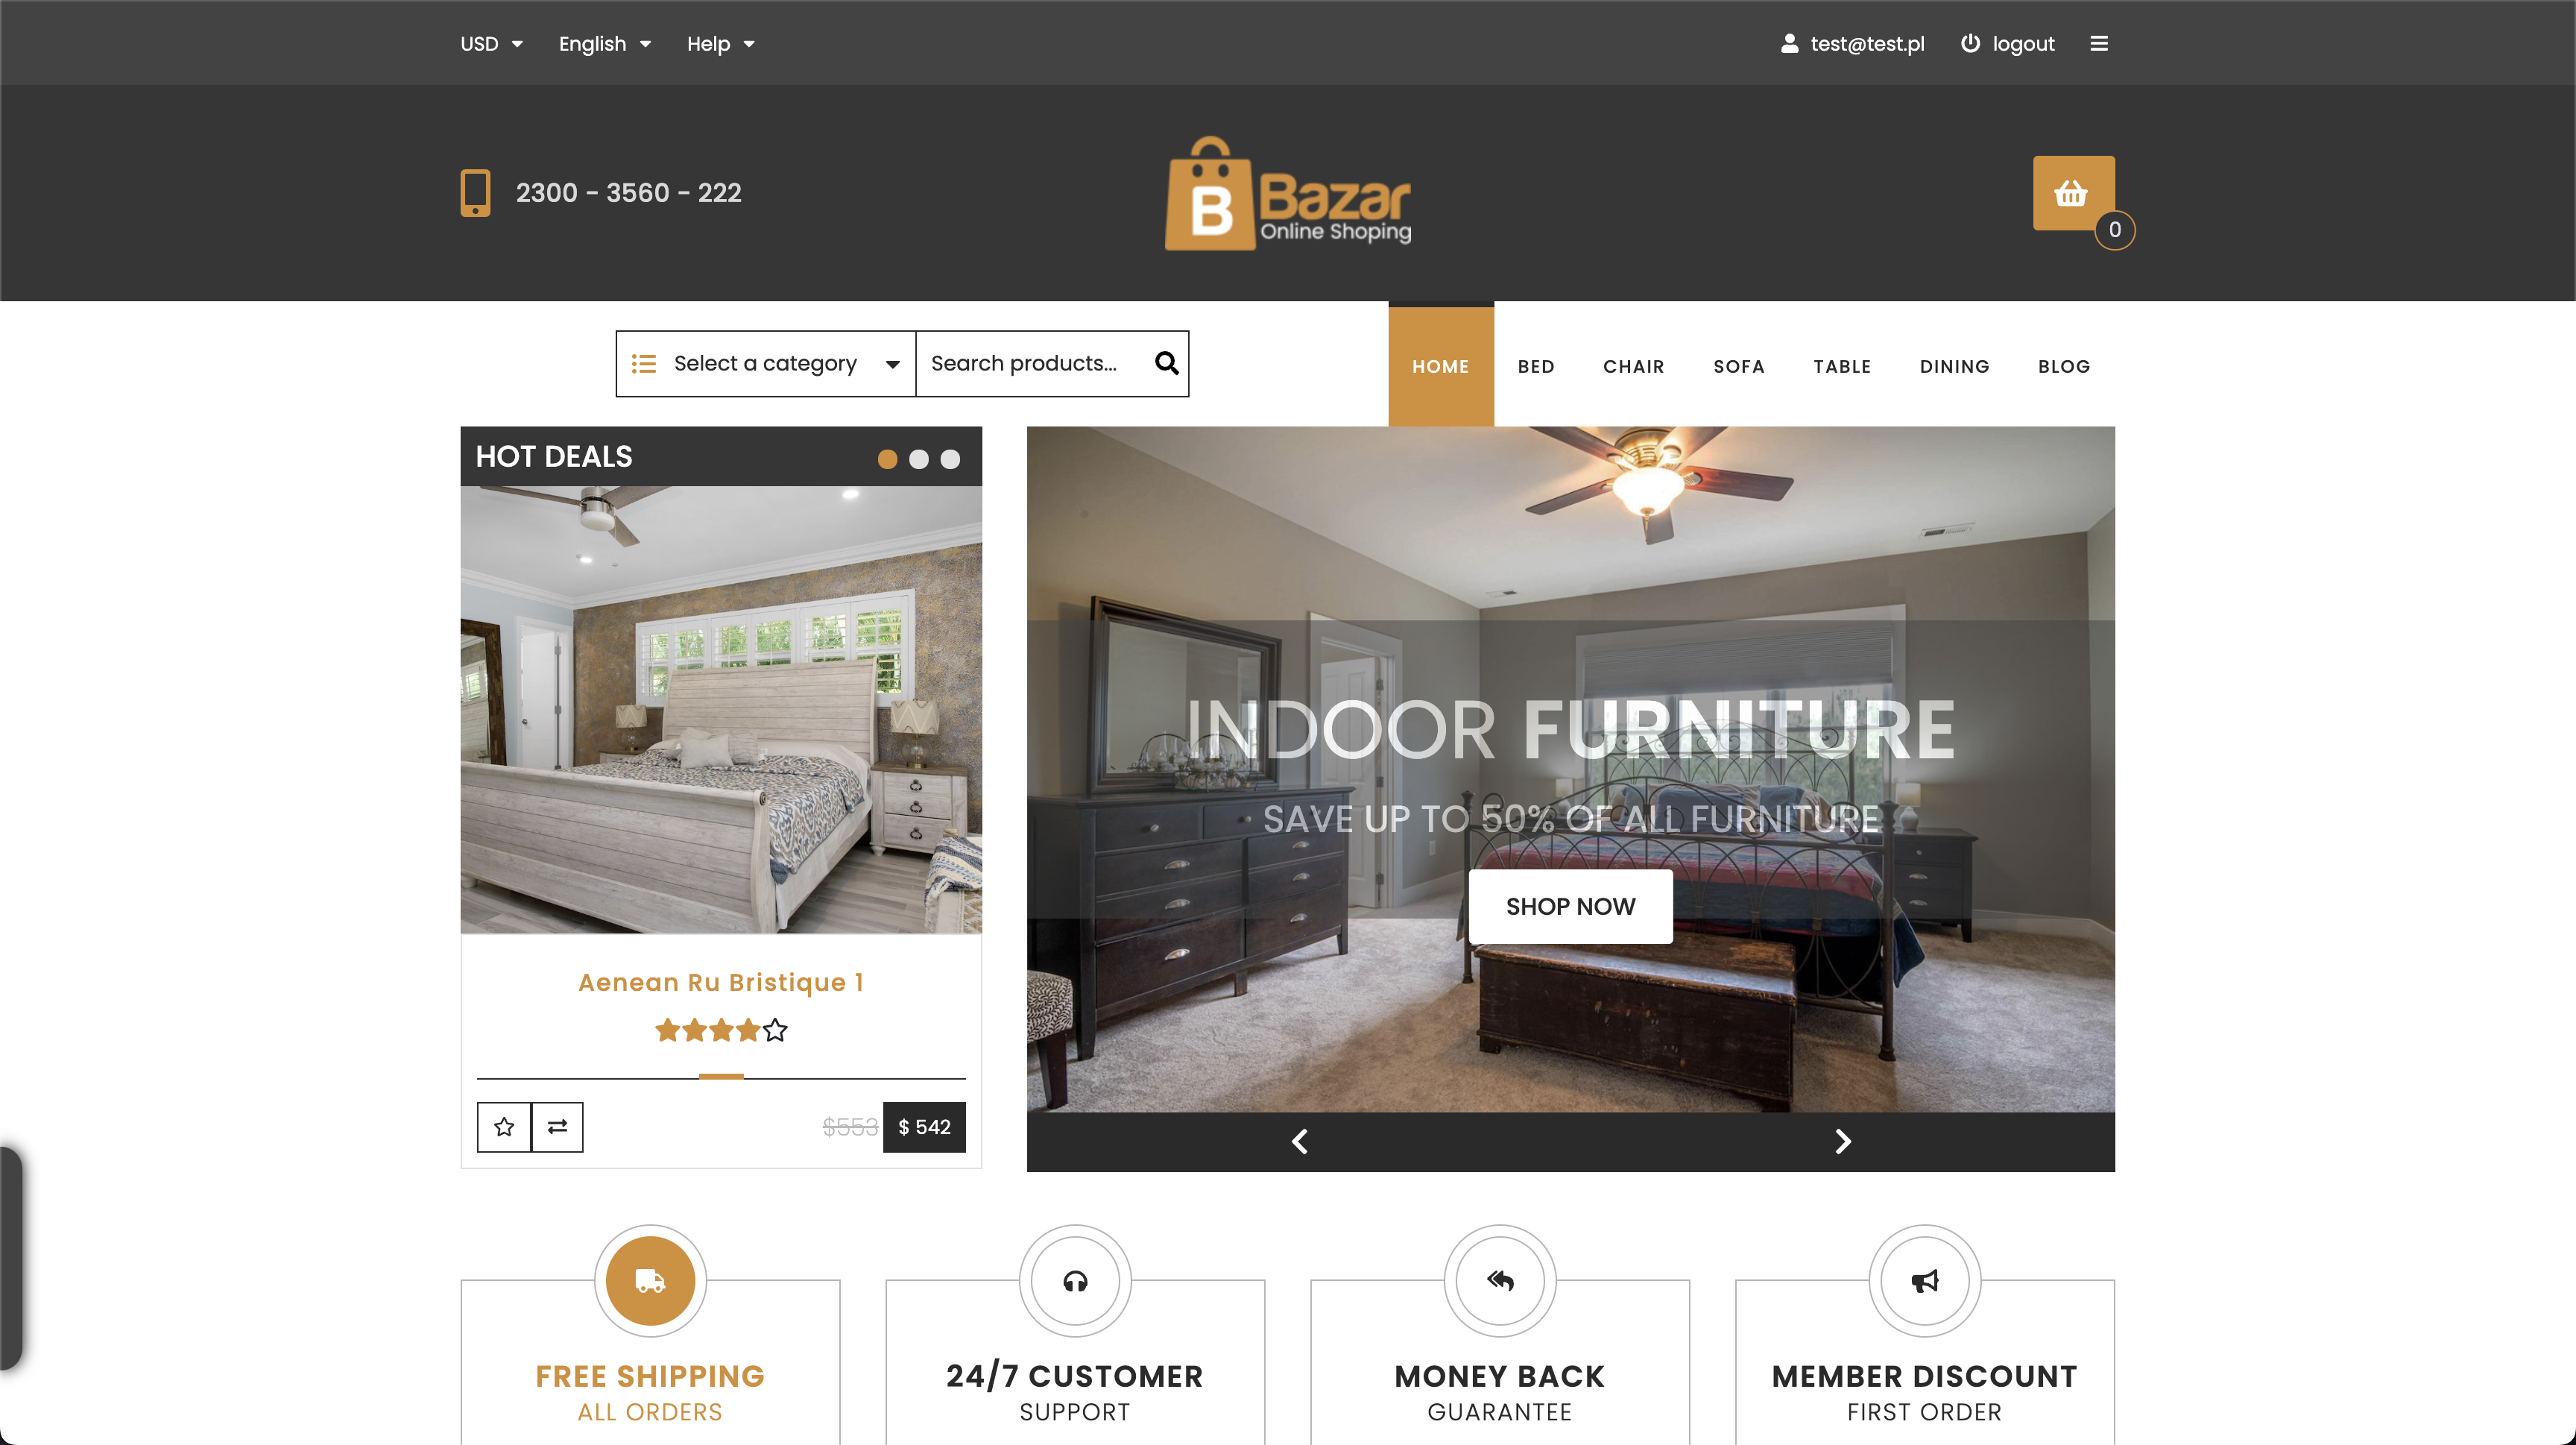 USD English Help test@test.pl logout
2300 - 3560 - 222
B Bazar
Online Shoping
0
Select a category Search products...
HOME BED CHAIR SOFA TABLE DINING BLOG
HOT DEALS
INDOOR FURNITURE
SAVE UP TO 50% OF ALL FURNITURE
SHOP NOW
Aenean Ru Bristique 1
$553 $ 542
FREE SHIPPING
ALL ORDERS
24/7 CUSTOMER
SUPPORT
MONEY BACK
GUARANTEE
MEMBER DISCOUNT
FIRST ORDER